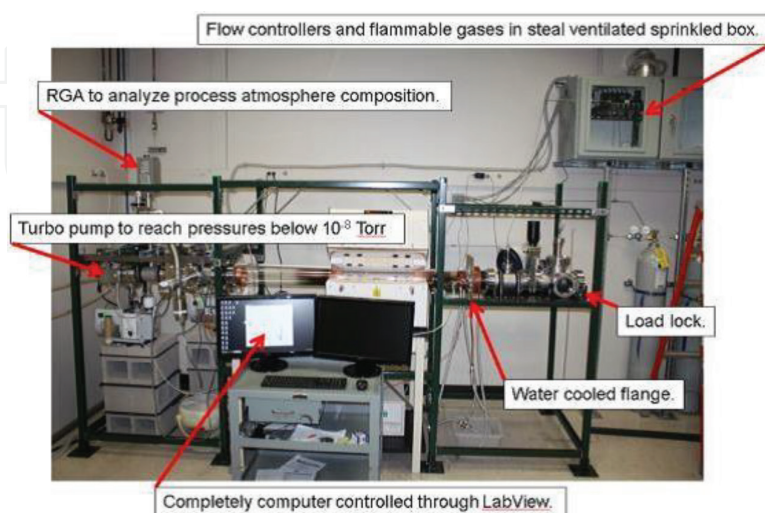 Flow controllers and flammable gases in steal ventilated sprinkled box.
RGA to analyze process atmosphere composition.
Turbo pump to reach pressures below 10⁻⁸ Torr
Load lock.
Water cooled flange.
Completely computer controlled through LabView.